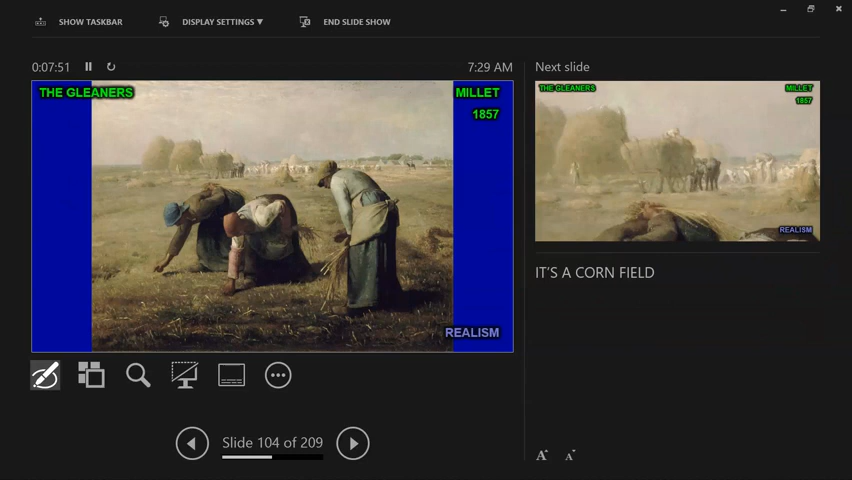 SHOW TASKBAR
DISPLAY SETTINGS ▼
END SLIDE SHOW
0:07:51
7:29 AM
THE GLEANERS
MILLET
1857
REALISM
Slide 104 of 209
Next slide
THE GLEANERS
MILLET
1857
REALISM
IT'S A CORN FIELD
A
A